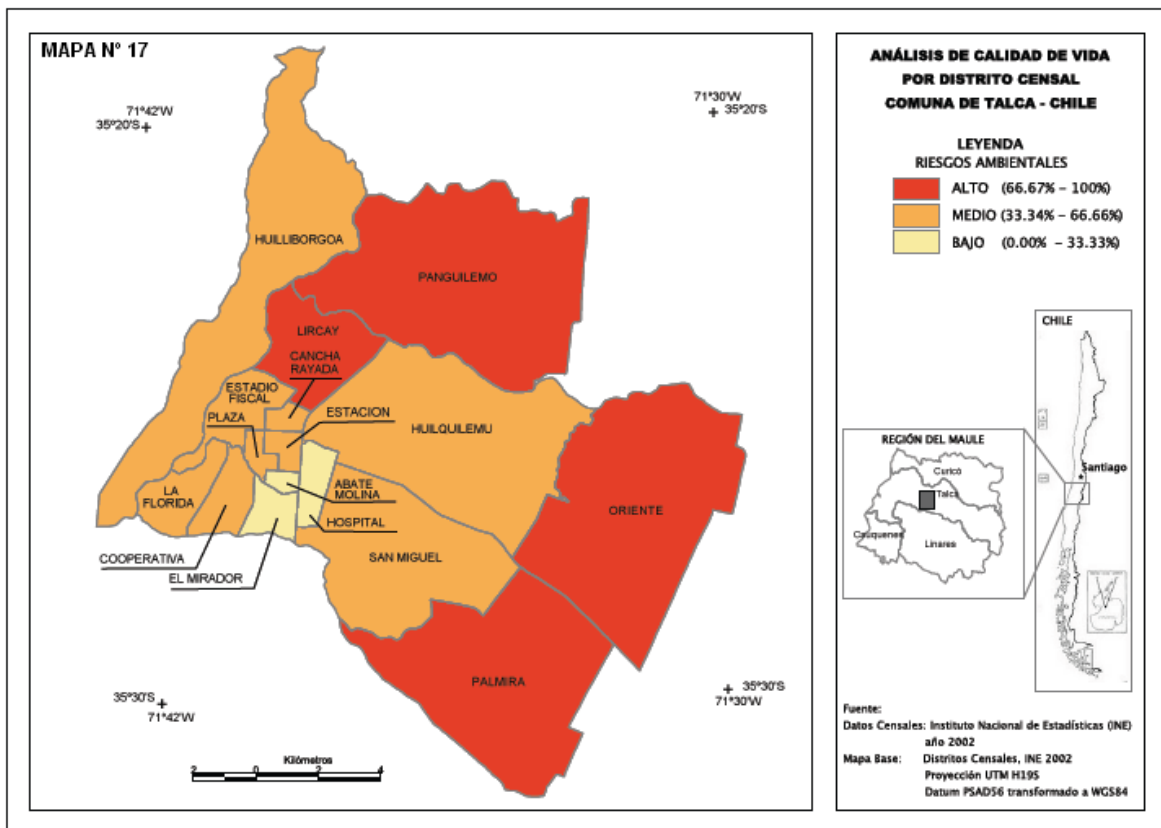 MAPA N° 17
71°42'W
35°20'S
71°30'W
35°20'S
HUILLIBORGOA
PANGUILEMO
LIRCAY
CANCHA
RAYADA
ESTADIO
FISCAL
PLAZA
ESTACION
HUILQUILEMU
LA
FLORIDA
ABATE
MOLINA
HOSPITAL
ORIENTE
COOPERATIVA
EL MIRADOR
SAN MIGUEL
PALMIRA
35°30'S
71°42'W
35°30'S
71°30'W
Kilómetros
2 0 2 4
ANÁLISIS DE CALIDAD DE VIDA
POR DISTRITO CENSAL
COMUNA DE TALCA - CHILE
LEYENDA
RIESGOS AMBIENTALES
ALTO (66.67% - 100%)
MEDIO (33.34% - 66.66%)
BAJO (0.00% - 33.33%)
CHILE
Santiago
REGIÓN DEL MAULE
Curicó
Talca
Cauquenes
Linares
Fuente:
Datos Censales: Instituto Nacional de Estadísticas (INE)
año 2002
Mapa Base: Distritos Censales, INE 2002
Proyección UTM H19S
Datum PSAD56 transformado a WGS84